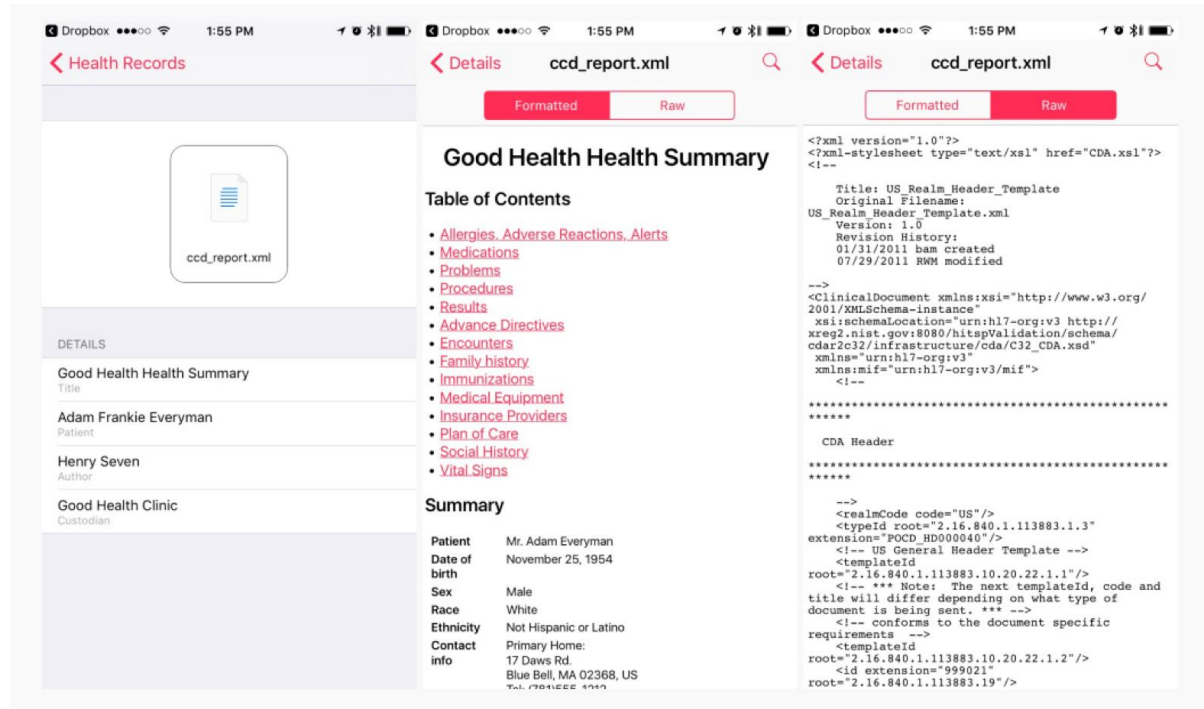 Dropbox 1:55 PM
Health Records
ccd_report.xml
DETAILS
Good Health Health Summary
Title
Adam Frankie Everyman
Patient
Henry Seven
Author
Good Health Clinic
Custodian
Dropbox 1:55 PM
Details ccd_report.xml
Formatted Raw
Good Health Health Summary
Table of Contents
• Allergies, Adverse Reactions, Alerts
• Medications
• Problems
• Procedures
• Results
• Advance Directives
• Encounters
• Family history
• Immunizations
• Medical Equipment
• Insurance Providers
• Plan of Care
• Social History
• Vital Signs
Summary
Patient Mr. Adam Everyman
Date of November 25, 1954
birth
Sex Male
Race White
Ethnicity Not Hispanic or Latino
Contact Primary Home:
info 17 Daws Rd.
Blue Bell, MA 02368, US
Tel: (781)555-1212
Dropbox 1:55 PM
Details ccd_report.xml
Formatted Raw
<?xml version="1.0"?>
<?xml-stylesheet type="text/xsl" href="CDA.xsl"?>
<!--
Title: US_Realm_Header_Template
Original Filename:
US_Realm_Header_Template.xml
Version: 1.0
Revision History:
01/31/2011 bam created
07/29/2011 RWM modified
-->
<ClinicalDocument xmlns:xsi="http://www.w3.org/
2001/XMLSchema-instance"
xsi:schemaLocation="urn:hl7-org:v3 http://
xreg2.nist.gov:8080/hitspValidation/schema/
cdar2c32/infrastructure/cda/C32_CDA.xsd"
xmlns="urn:hl7-org:v3"
xmlns:mif="urn:hl7-org:v3/mif">
<!--
**************************************************
******
CDA Header
**************************************************
******
-->
<realmCode code="US"/>
<typeId root="2.16.840.1.113883.1.3"
extension="POCD_HD000040"/>
<!-- US General Header Template -->
<templateId
root="2.16.840.1.113883.10.20.22.1.1"/>
<!-- *** Note: The next templateId, code and
title will differ depending on what type of
document is being sent. *** -->
<!-- conforms to the document specific
requirements -->
<templateId
root="2.16.840.1.113883.10.20.22.1.2"/>
<id extension="999021"
root="2.16.840.1.113883.19"/>